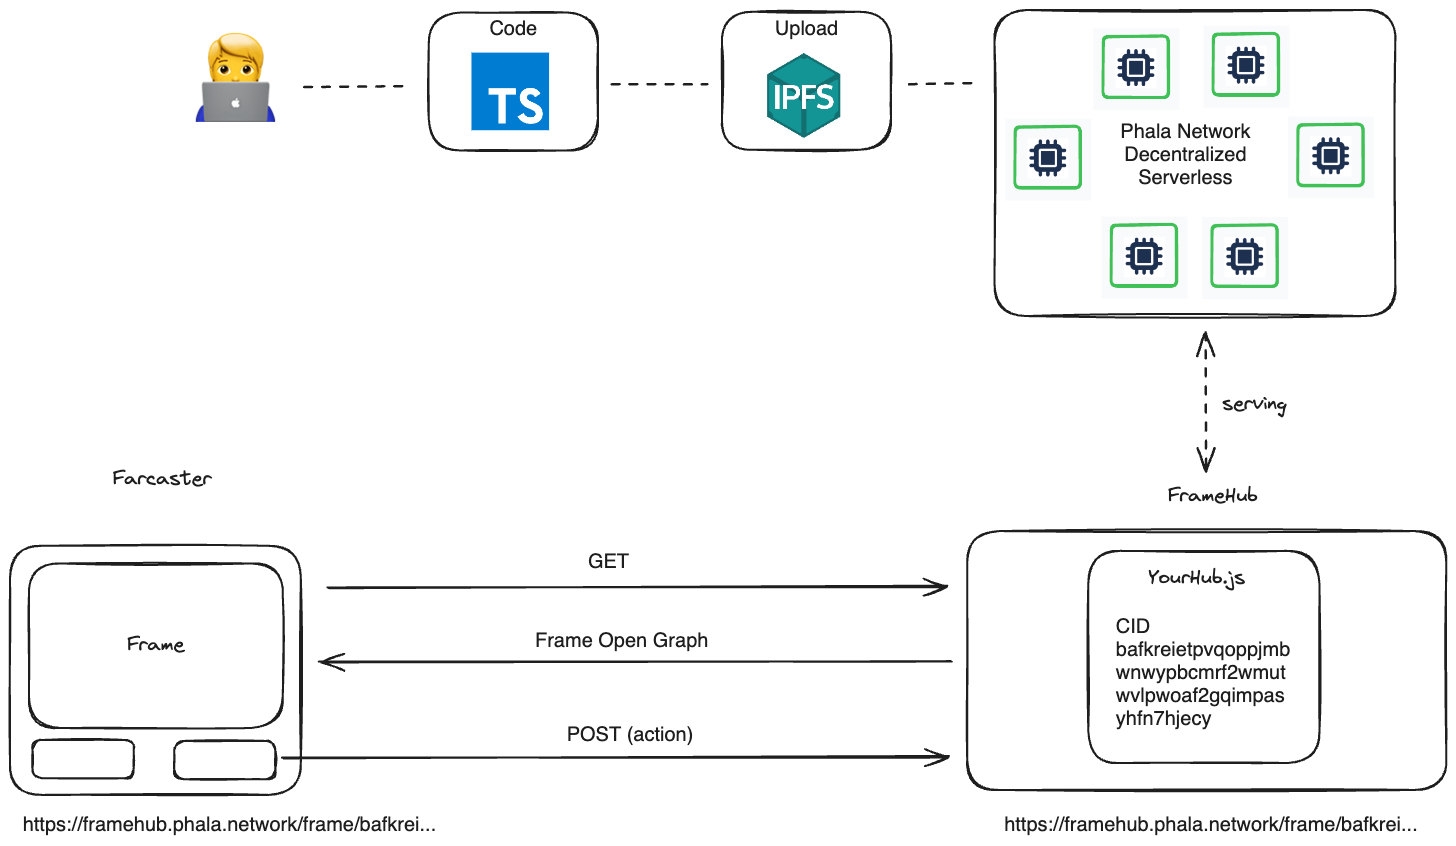 Code
TS
Upload
IPFS
Phala Network
Decentralized
Serverless
serving
Farcaster
FrameHub
Frame
GET
Frame Open Graph
POST (action)
YourHub.js
CID
bafkreietpvqoppjmb
wnwypbcmrf2wmut
wvlpwoaf2gqimpas
yhfn7hjecy
https://framehub.phala.network/frame/bafkrei...
https://framehub.phala.network/frame/bafkrei...